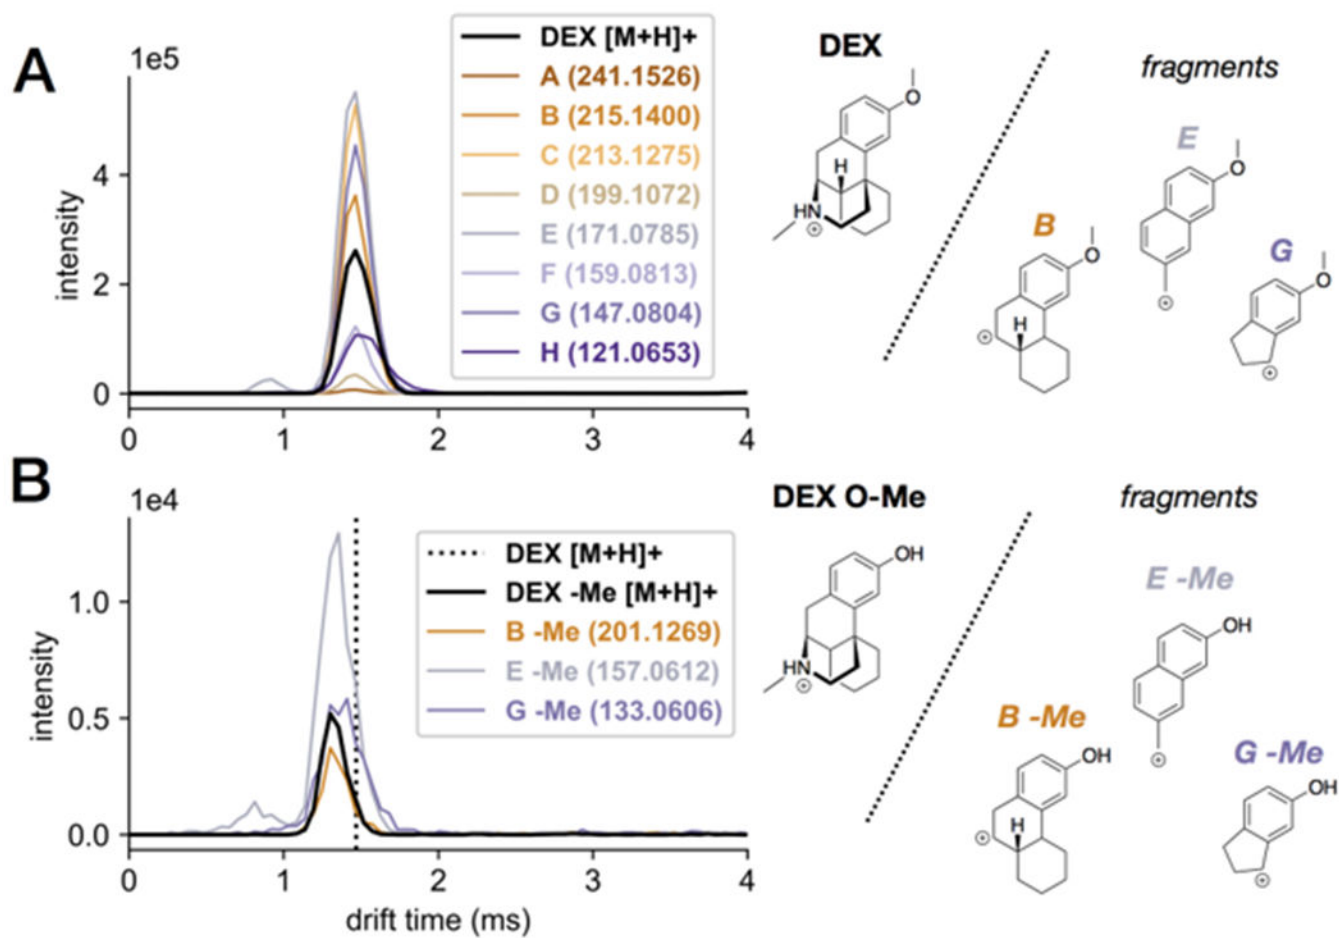 A
1e5
intensity
4
2
0
0
1
2
3
4
DEX [M+H]+
A (241.1526)
B (215.1400)
C (213.1275)
D (199.1072)
E (171.0785)
F (159.0813)
G (147.0804)
H (121.0653)
DEX
O
H
HN
⊕
fragments
B
O
H
⊕
E
O
⊕
G
O
⊕
B
1e4
intensity
1.0
0.5
0.0
0
1
2
3
4
drift time (ms)
DEX [M+H]+
DEX -Me [M+H]+
B -Me (201.1269)
E -Me (157.0612)
G -Me (133.0606)
DEX O-Me
OH
HN
⊕
fragments
E -Me
OH
⊕
B -Me
OH
H
⊕
G -Me
OH
⊕